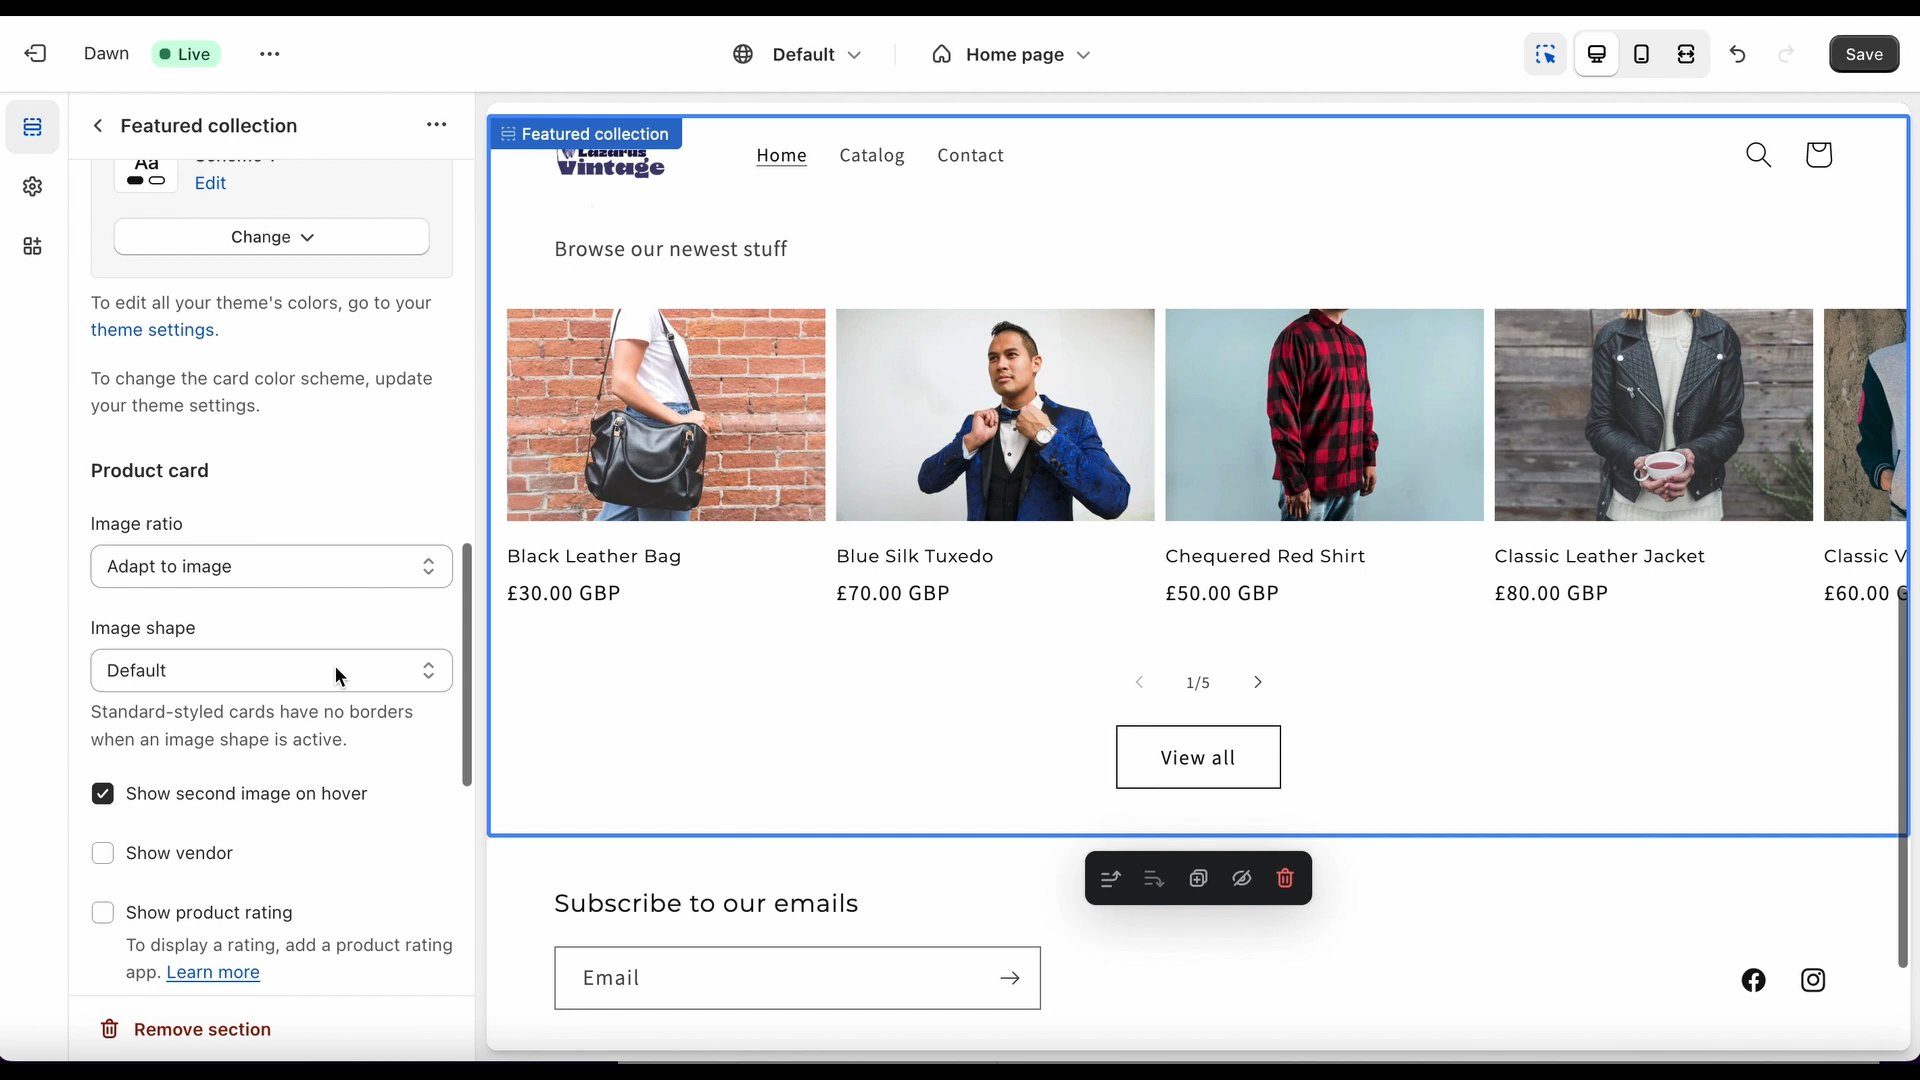 Dawn
Live
Default
Home page
Save
Featured collection
Aa
Edit
Change
To edit all your theme's colors, go to your
theme settings.
To change the card color scheme, update
your theme settings.
Product card
Image ratio
Adapt to image
Image shape
Default
Standard-styled cards have no borders
when an image shape is active.
Show second image on hover
Show vendor
Show product rating
To display a rating, add a product rating
app. Learn more
Remove section
Featured collection
Lazarus
Vintage
Home
Catalog
Contact
Browse our newest stuff
Black Leather Bag
£30.00 GBP
Blue Silk Tuxedo
£70.00 GBP
Chequered Red Shirt
£50.00 GBP
Classic Leather Jacket
£80.00 GBP
Classic V
£60.00 G
1/5
View all
Subscribe to our emails
Email